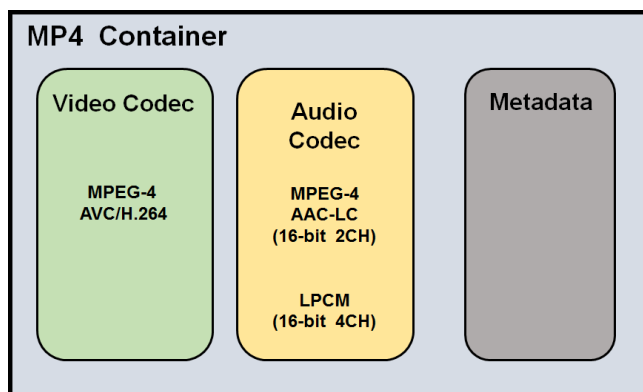 MP4 Container
Video Codec
MPEG-4
AVC/H.264
Audio
Codec
MPEG-4
AAC-LC
(16-bit 2CH)
LPCM
(16-bit 4CH)
Metadata